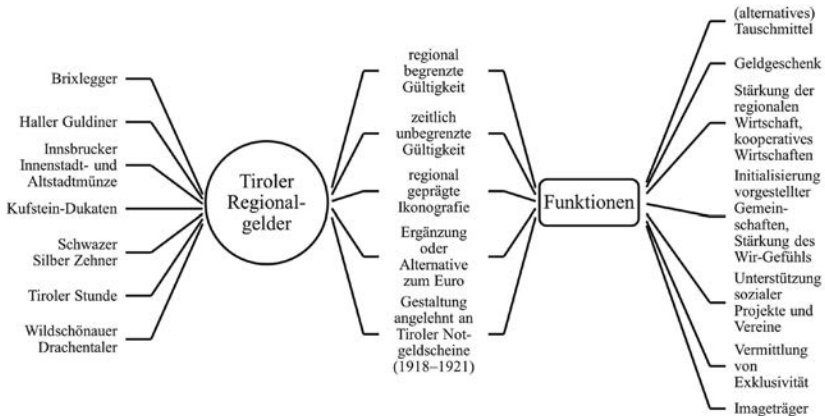 Brixlegger
Haller Guldiner
Innsbrucker
Innenstadt- und
Altstadtmünze
Kufstein-Dukaten
Schwazer
Silber Zehner
Tiroler Stunde
Wildschönauer
Drachentaler
Tiroler
Regional-
gelder
regional
begrenzte
Gültigkeit
zeitlich
unbegrenzte
Gültigkeit
regional
geprägte
Ikonografie
Ergänzung
oder
Alternative
zum Euro
Gestaltung
angelehnt an
Tiroler Not-
geldscheine
(1918–1921)
Funktionen
(alternatives)
Tauschmittel
Geldgeschenk
Stärkung der
regionalen
Wirtschaft,
kooperatives
Wirtschaften
Initialisierung
vorgestellter
Gemein-
schaften,
Stärkung des
Wir-Gefühls
Unterstützung
sozialer
Projekte und
Vereine
Vermittlung
von
Exklusivität
Imageträger